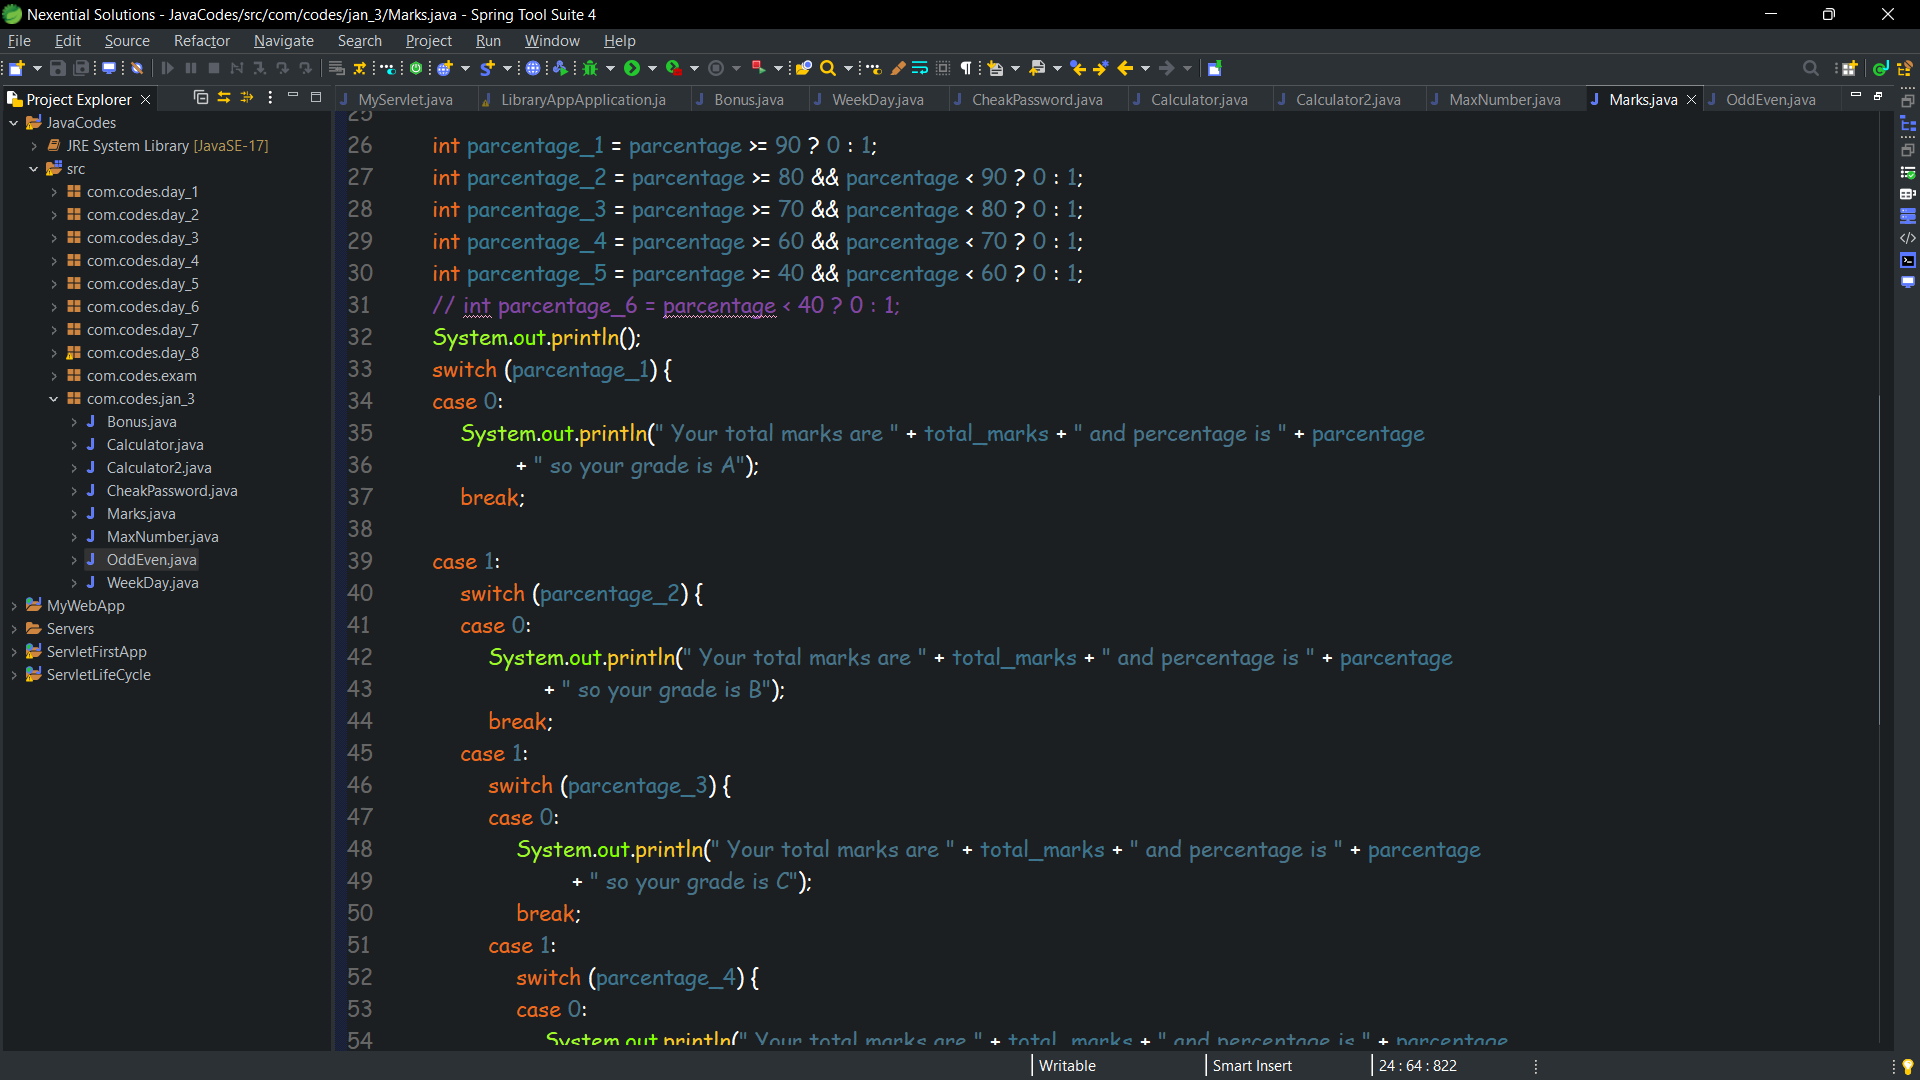 Nexential Solutions - JavaCodes/src/com/codes/jan_3/Marks.java - Spring Tool Suite 4
File Edit Source Refactor Navigate Search Project Run Window Help
Project Explorer
MyServlet.java LibraryAppApplication.ja Bonus.java WeekDay.java CheakPassword.java Calculator.java Calculator2.java MaxNumber.java Marks.java OddEven.java
JavaCodes
JRE System Library [JavaSE-17]
src
com.codes.day_1
com.codes.day_2
com.codes.day_3
com.codes.day_4
com.codes.day_5
com.codes.day_6
com.codes.day_7
com.codes.day_8
com.codes.exam
com.codes.jan_3
Bonus.java
Calculator.java
Calculator2.java
CheakPassword.java
Marks.java
MaxNumber.java
OddEven.java
WeekDay.java
MyWebApp
Servers
ServletFirstApp
ServletLifeCycle
25
26 int parcentage_1 = parcentage >= 90 ? 0 : 1;
27 int parcentage_2 = parcentage >= 80 && parcentage < 90 ? 0 : 1;
28 int parcentage_3 = parcentage >= 70 && parcentage < 80 ? 0 : 1;
29 int parcentage_4 = parcentage >= 60 && parcentage < 70 ? 0 : 1;
30 int parcentage_5 = parcentage >= 40 && parcentage < 60 ? 0 : 1;
31 // int parcentage_6 = parcentage < 40 ? 0 : 1;
32 System.out.println();
33 switch (parcentage_1) {
34 case 0:
35 System.out.println(" Your total marks are " + total_marks + " and percentage is " + parcentage
36 + " so your grade is A");
37 break;
38
39 case 1:
40 switch (parcentage_2) {
41 case 0:
42 System.out.println(" Your total marks are " + total_marks + " and percentage is " + parcentage
43 + " so your grade is B");
44 break;
45 case 1:
46 switch (parcentage_3) {
47 case 0:
48 System.out.println(" Your total marks are " + total_marks + " and percentage is " + parcentage
49 + " so your grade is C");
50 break;
51 case 1:
52 switch (parcentage_4) {
53 case 0:
54 System.out.println(" Your total marks are " + total_marks + " and percentage is " + parcentage
Writable Smart Insert 24 : 64 : 822